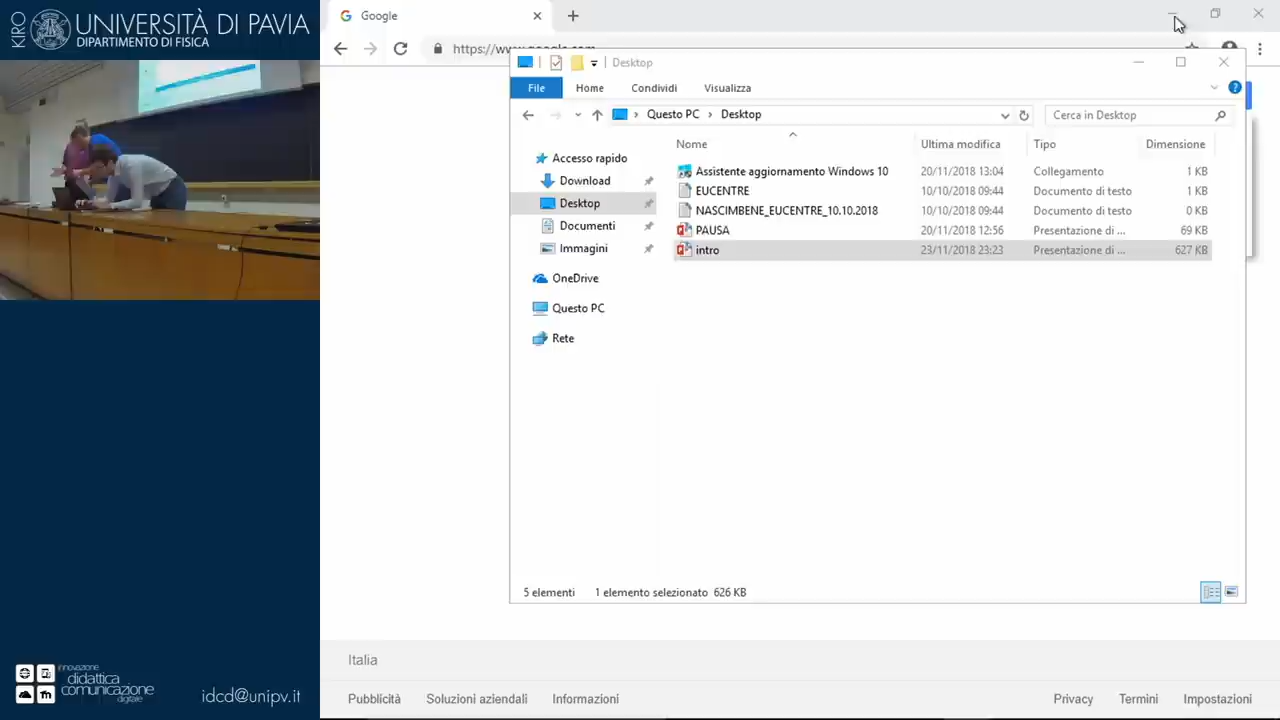 KIRO
UNIVERSITÀ DI PAVIA
DIPARTIMENTO DI FISICA
Google
https://www.google.com
Desktop
File Home Condividi Visualizza
Questo PC > Desktop
Cerca in Desktop
Nome Ultima modifica Tipo Dimensione
Accesso rapido
Download
Desktop
Documenti
Immagini
OneDrive
Questo PC
Rete
Assistente aggiornamento Windows 10 20/11/2018 13:04 Collegamento 1 KB
EUCENTRE 10/10/2018 09:44 Documento di testo 1 KB
NASCIMBENE_EUCENTRE_10.10.2018 10/10/2018 09:44 Documento di testo 0 KB
PAUSA 20/11/2018 12:56 Presentazione di ... 69 KB
intro 23/11/2018 23:23 Presentazione di ... 627 KB
5 elementi 1 elemento selezionato 626 KB
Italia
Pubblicità Soluzioni aziendali Informazioni Privacy Termini Impostazioni
innovazione
didattica
comunicazione
digitale
idcd@unipv.it